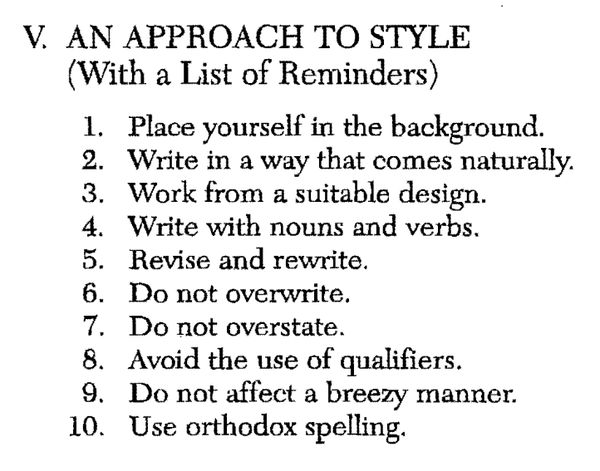 V. AN APPROACH TO STYLE
(With a List of Reminders)
1. Place yourself in the background.
2. Write in a way that comes naturally.
3. Work from a suitable design.
4. Write with nouns and verbs.
5. Revise and rewrite.
6. Do not overwrite.
7. Do not overstate.
8. Avoid the use of qualifiers.
9. Do not affect a breezy manner.
10. Use orthodox spelling.